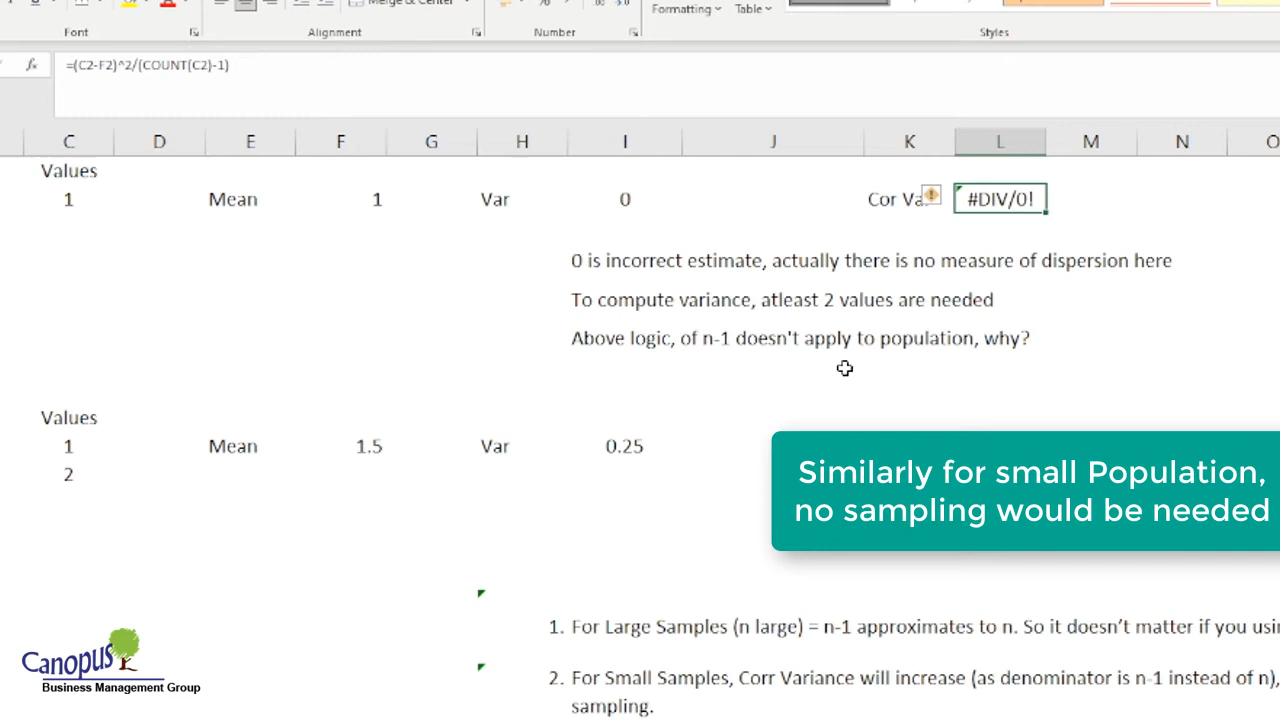 Merge & Center
%
Formatting
Table
Font
Alignment
Number
Styles
fx
=(C2-F2)^2/(COUNT(C2)-1)
C D E F G H I J K L M N O
Values
1 Mean 1 Var 0 Cor Va #DIV/0!
0 is incorrect estimate, actually there is no measure of dispersion here
To compute variance, atleast 2 values are needed
Above logic, of n-1 doesn't apply to population, why?
Values
1 Mean 1.5 Var 0.25
2
Similarly for small Population,
no sampling would be needed
1. For Large Samples (n large) = n-1 approximates to n. So it doesn't matter if you usin
2. For Small Samples, Corr Variance will increase (as denominator is n-1 instead of n),
sampling.
Canopus
Business Management Group